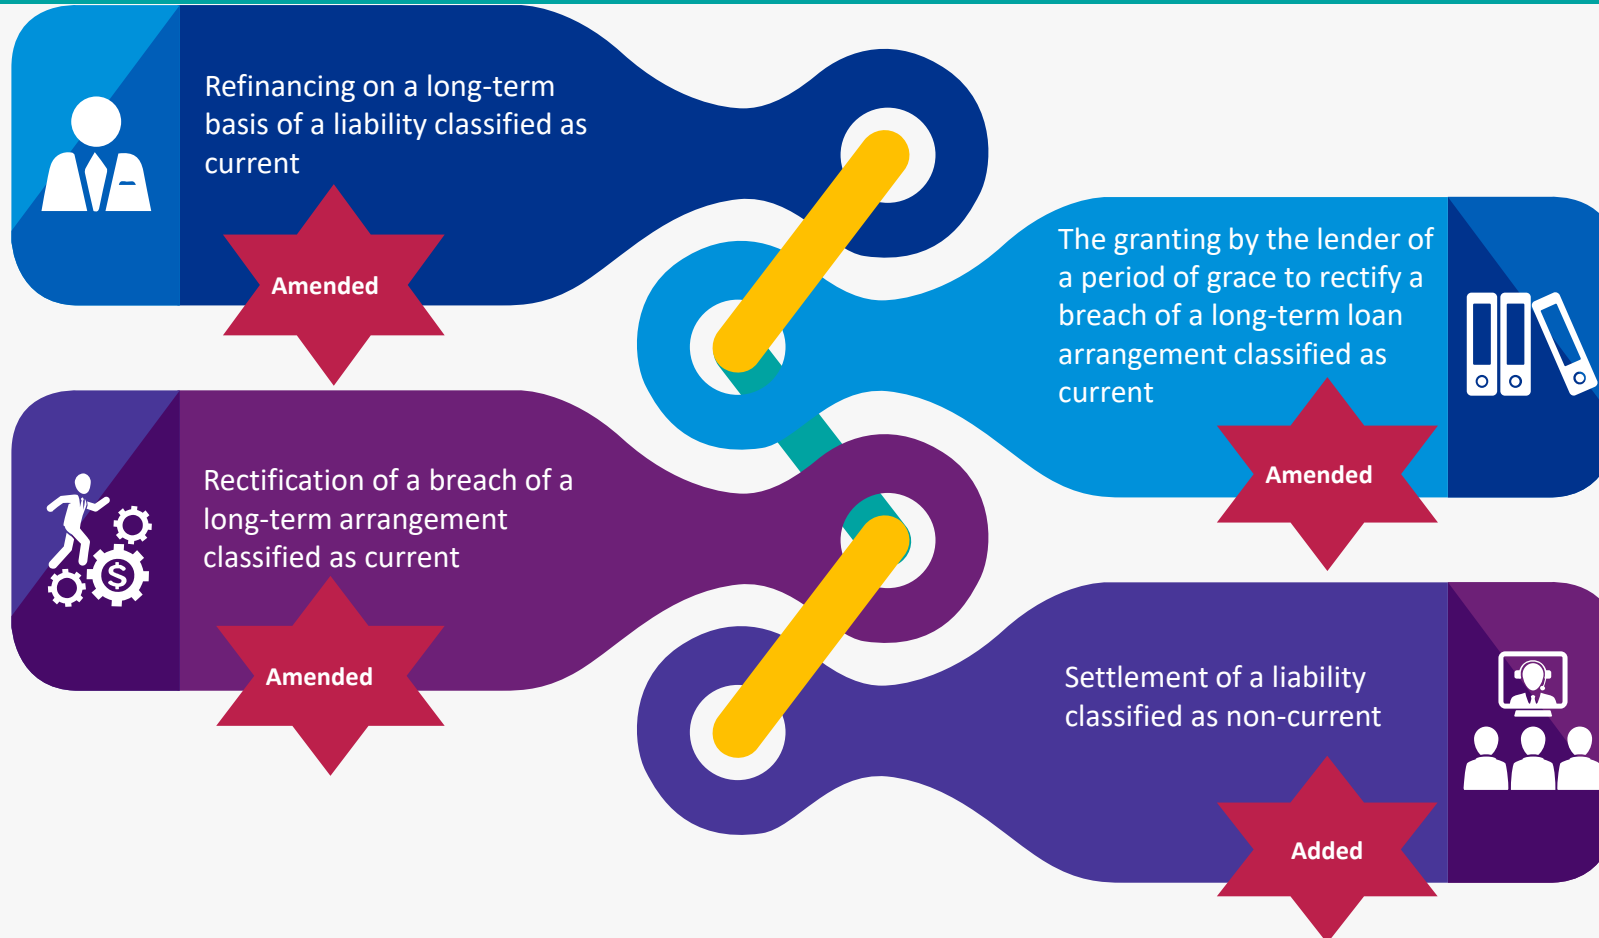 Refinancing on a long-term
basis of a liability classified as
current
Amended
The granting by the lender of
a period of grace to rectify a
breach of a long-term loan
arrangement classified as
current
Amended
Rectification of a breach of a
long-term arrangement
classified as current
Amended
Settlement of a liability
classified as non-current
Added
$